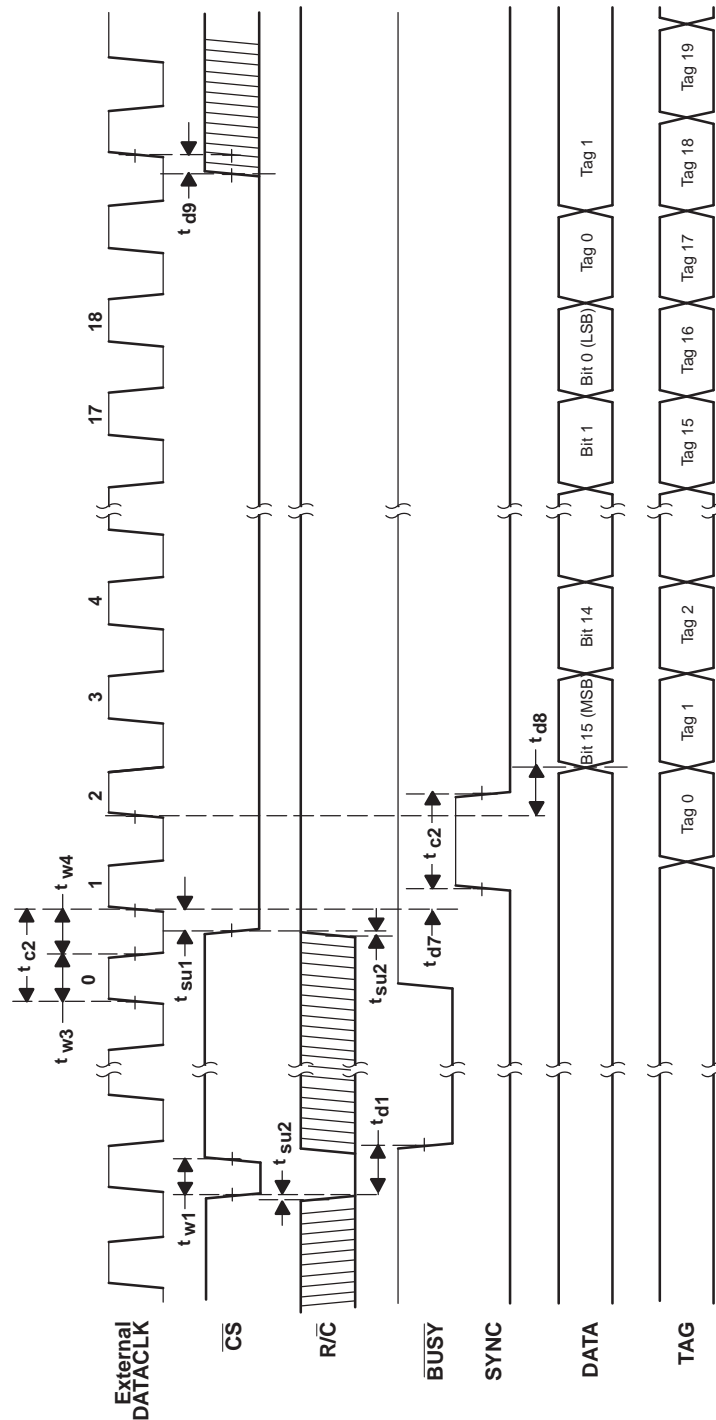 External
DATACLK
CS
R/C
BUSY
SYNC
DATA
TAG
t w1
t su2
t d1
t c2
t w3
t w4
0
1
2
3
4
17
18
t su1
t su2
t d7
t c2
t d8
t d9
Bit 15 (MSB)
Bit 14
Bit 1
Bit 0 (LSB)
Tag 0
Tag 1
Tag 0
Tag 1
Tag 2
Tag 15
Tag 16
Tag 17
Tag 18
Tag 19